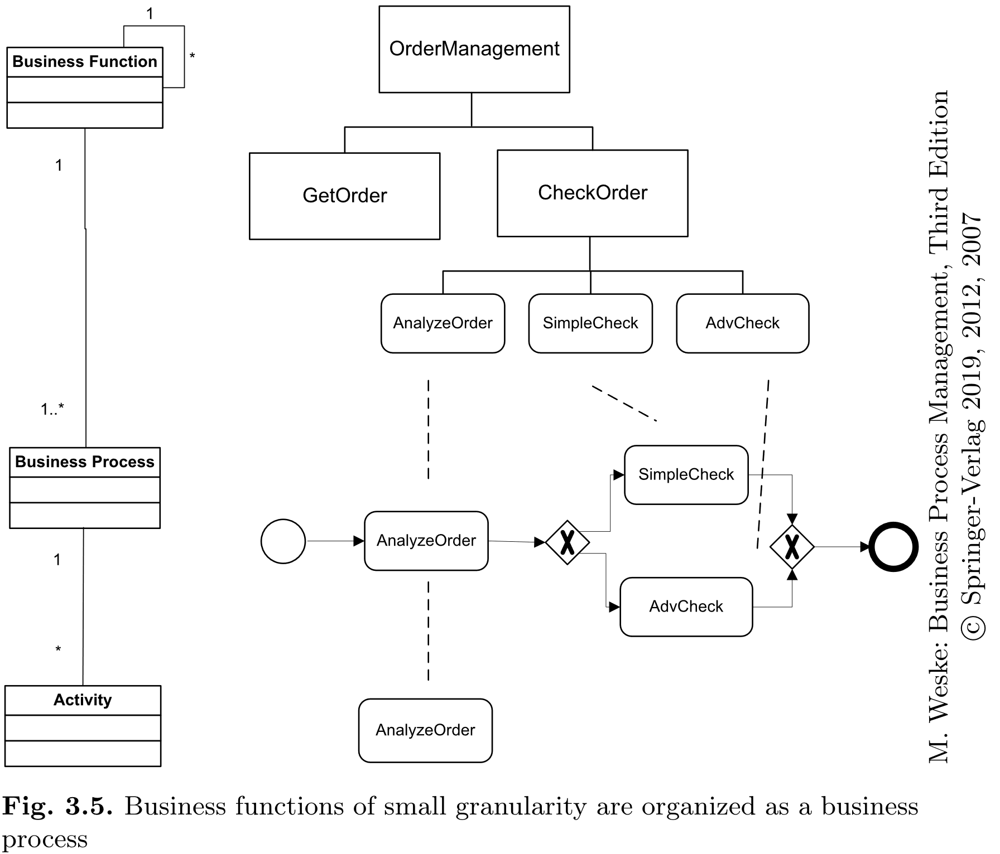 1
*
Business Function
1
1..*
Business Process
1
*
Activity
OrderManagement
GetOrder
CheckOrder
AnalyzeOrder
SimpleCheck
AdvCheck
AnalyzeOrder
X
SimpleCheck
AdvCheck
X
AnalyzeOrder
M. Weske: Business Process Management, Third Edition
© Springer-Verlag 2019, 2012, 2007
Fig. 3.5. Business functions of small granularity are organized as a business
process